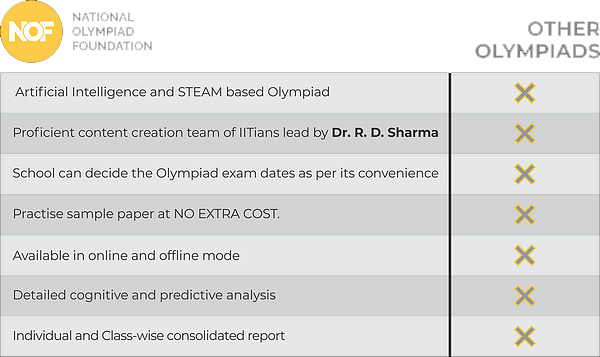 NOF
NATIONAL
OLYMPIAD
FOUNDATION
OTHER
OLYMPIADS
Artificial Intelligence and STEAM based Olympiad
Proficient content creation team of IITians lead by Dr. R. D. Sharma
School can decide the Olympiad exam dates as per its convenience
Practise sample paper at NO EXTRA COST.
Available in online and offline mode
Detailed cognitive and predictive analysis
Individual and Class-wise consolidated report